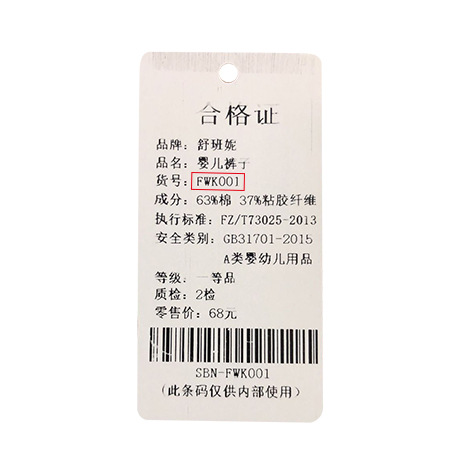 合格证
品牌：舒班妮
品名：婴儿裤子
货号：FWK001
成分：63%棉 37%粘胶纤维
执行标准：FZ/T73025-2013
安全类别：GB31701-2015
A类婴幼儿用品
等级：一等品
质检：2检
零售价：68元
SBN-FWK001
（此条码仅供内部使用）